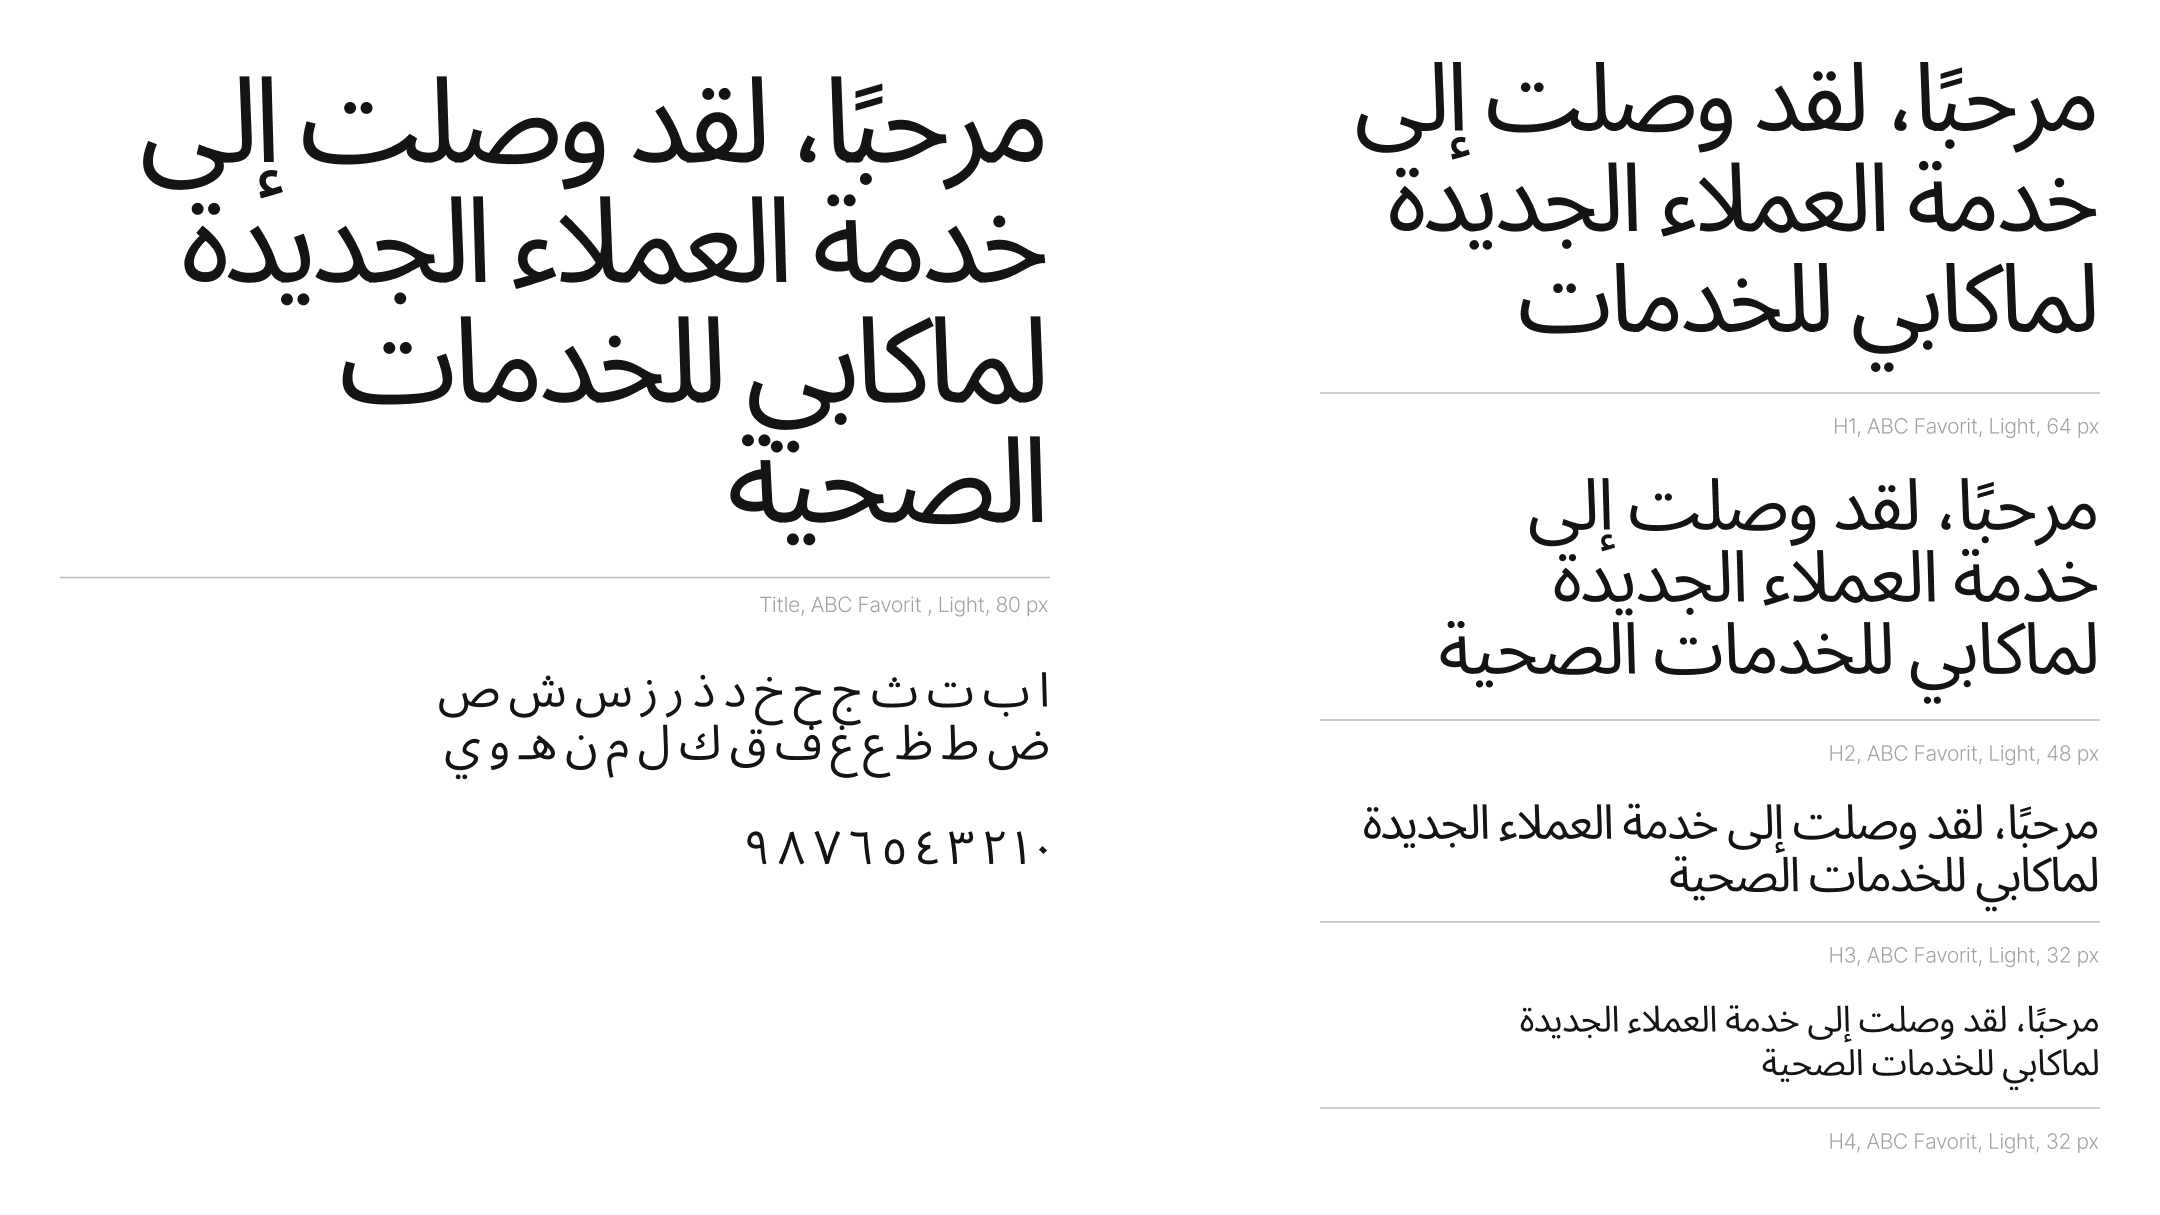 مرحبًا، لقد وصلت إلى
خدمة العملاء الجديدة
لماكابي للخدمات
الصحية
Title, ABC Favorit , Light, 80 px
ا ب ت ث ج ح خ د ذ ر ز س ش ص
ض ط ظ ع غ ف ق ك ل م ن هـ و ي
٠١٢٣٤٥٦٧٨٩
مرحبًا، لقد وصلت إلى
خدمة العملاء الجديدة
لماكابي للخدمات
H1, ABC Favorit, Light, 64 px
مرحبًا، لقد وصلت إلى
خدمة العملاء الجديدة
لماكابي للخدمات الصحية
H2, ABC Favorit, Light, 48 px
مرحبًا، لقد وصلت إلى خدمة العملاء الجديدة
لماكابي للخدمات الصحية
H3, ABC Favorit, Light, 32 px
مرحبًا، لقد وصلت إلى خدمة العملاء الجديدة
لماكابي للخدمات الصحية
H4, ABC Favorit, Light, 32 px